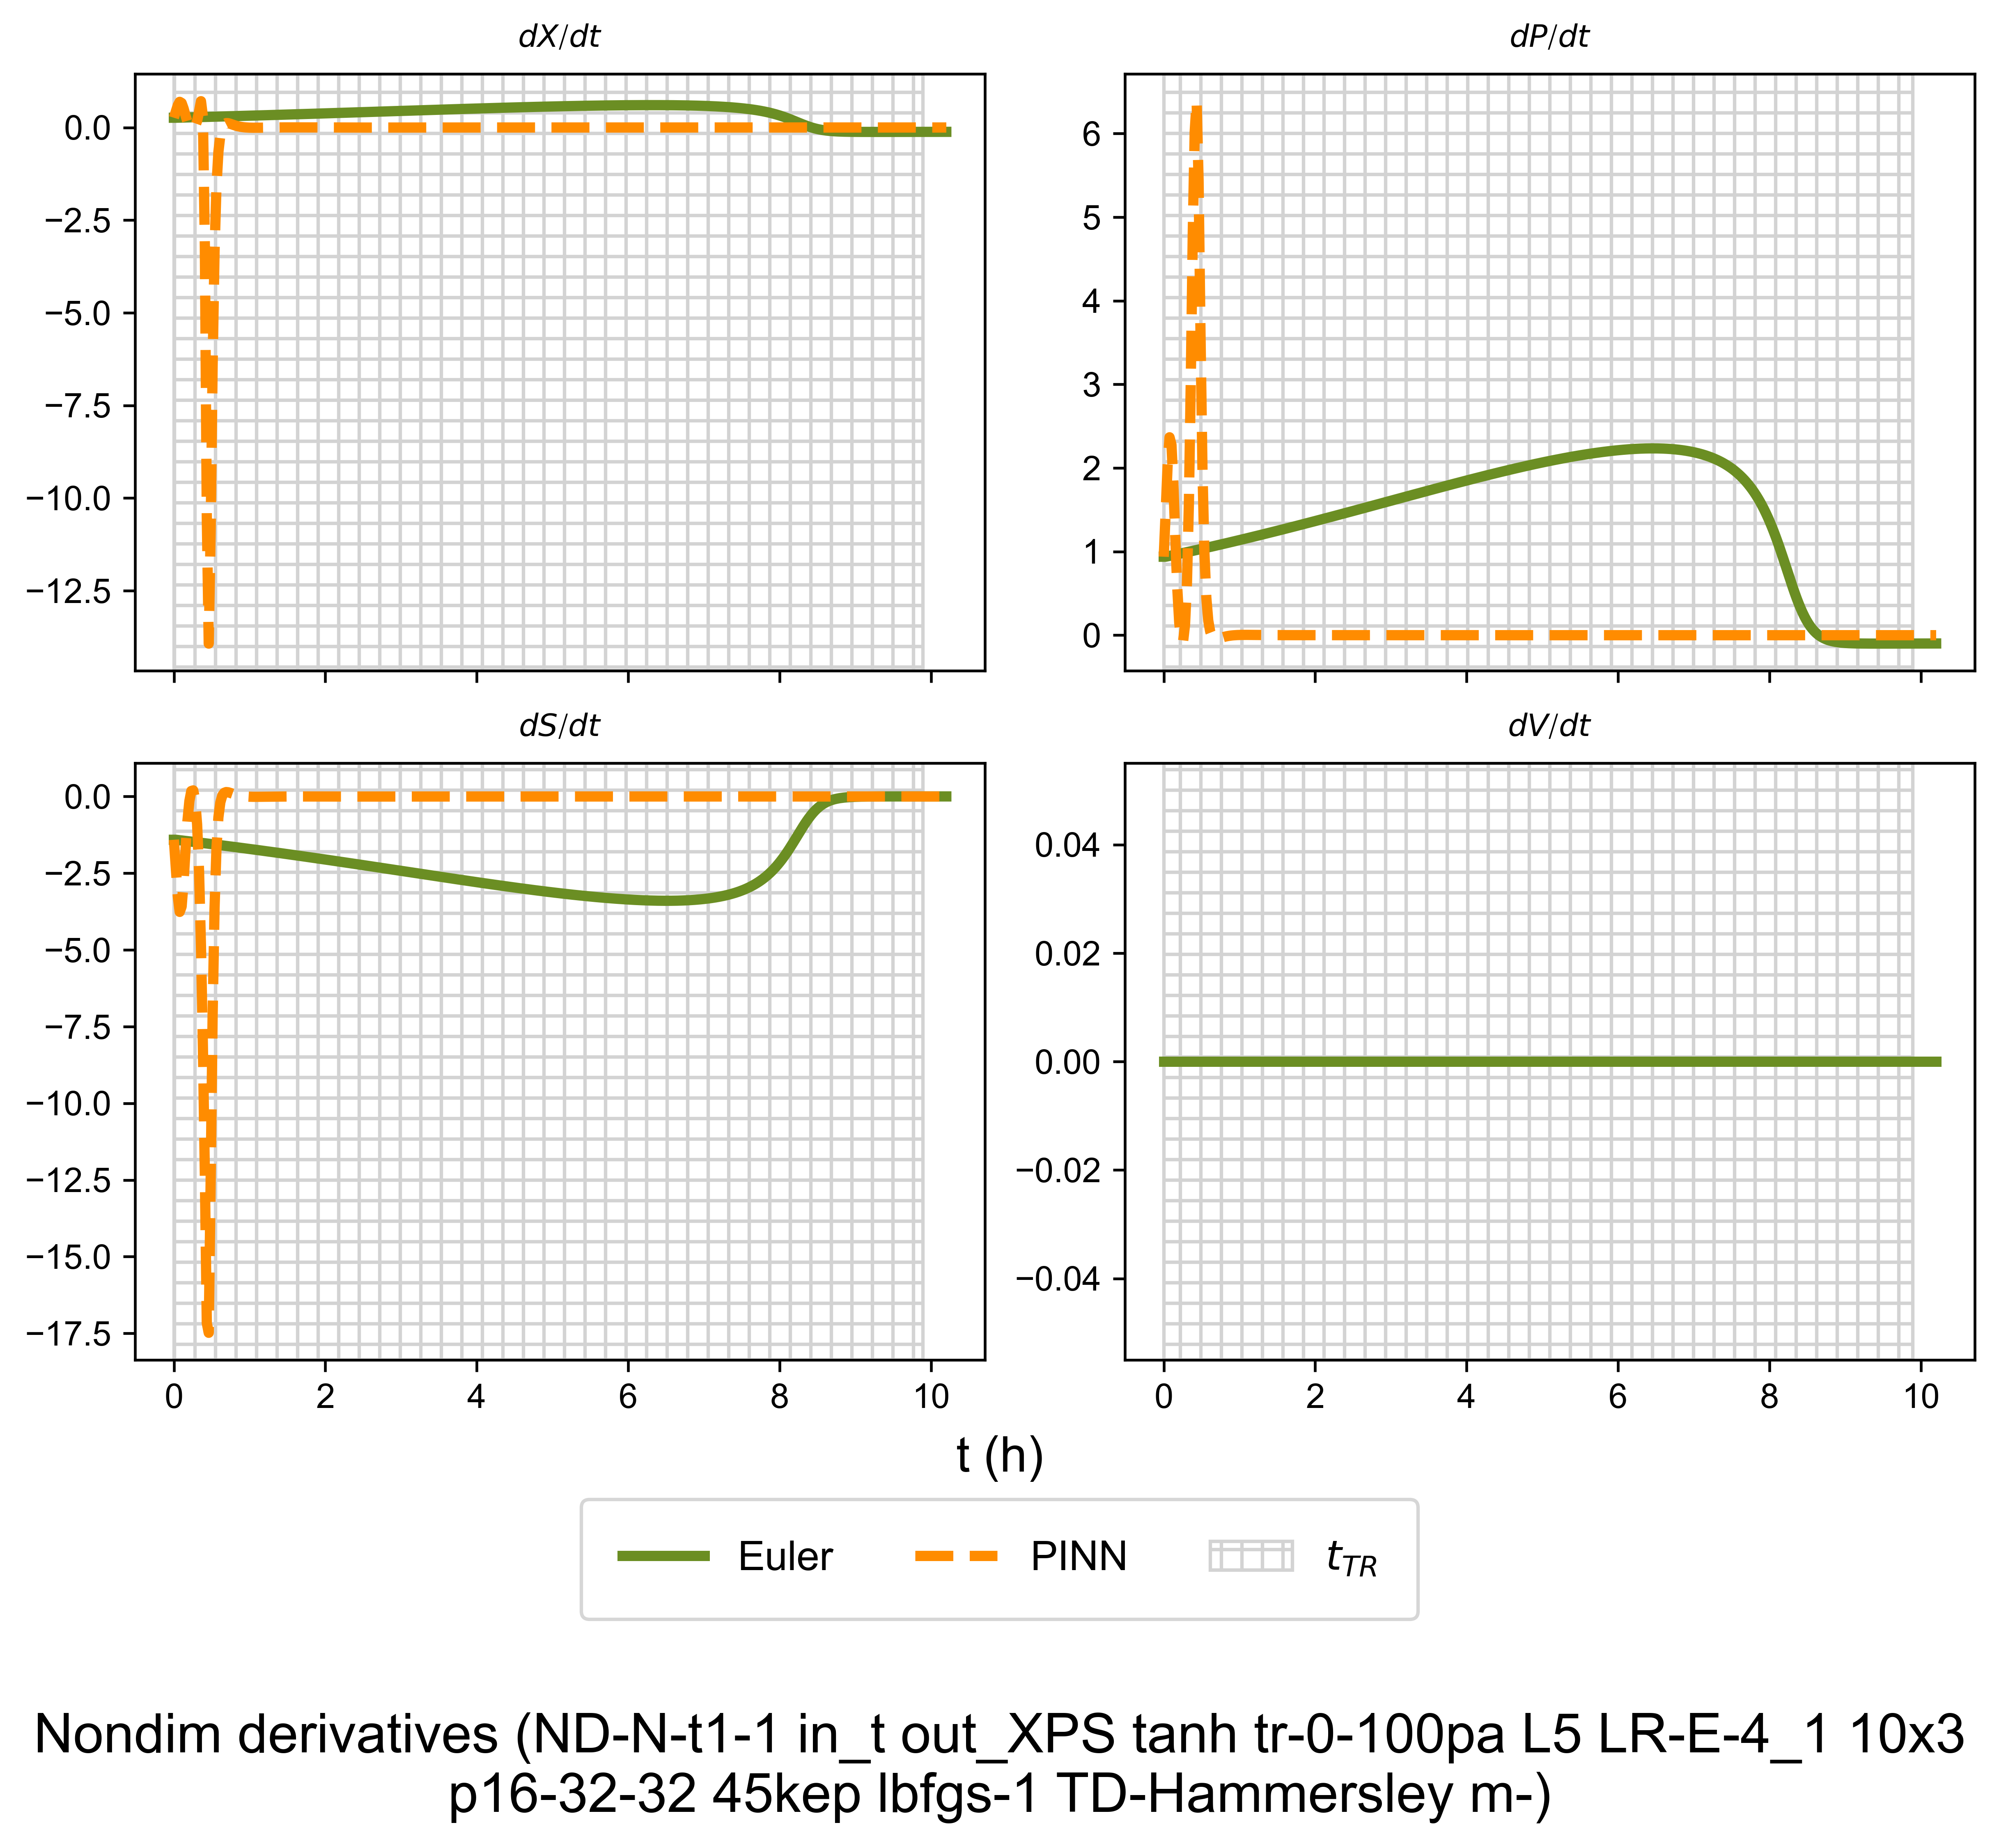 dX/dt
dP/dt
0.0
−2.5
−5.0
−7.5
−10.0
−12.5
6
5
4
3
2
1
0
dS/dt
dV/dt
0.0
−2.5
−5.0
−7.5
−10.0
−12.5
−15.0
−17.5
0 2 4 6 8 10
0.04
0.02
0.00
−0.02
−0.04
0 2 4 6 8 10
t (h)
Euler PINN t_TR
Nondim derivatives (ND-N-t1-1 in_t out_XPS tanh tr-0-100pa L5 LR-E-4_1 10x3
p16-32-32 45kep lbfgs-1 TD-Hammersley m-)